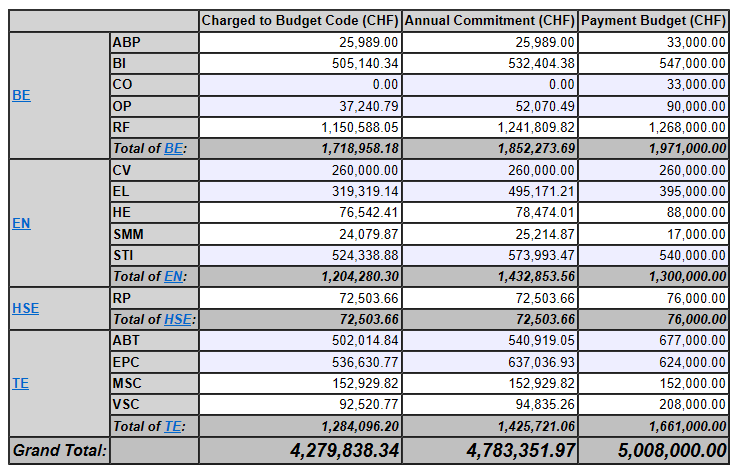 Charged to Budget Code (CHF) Annual Commitment (CHF) Payment Budget (CHF)
BE
ABP 25,989.00 25,989.00 33,000.00
BI 505,140.34 532,404.38 547,000.00
CO 0.00 0.00 33,000.00
OP 37,240.79 52,070.49 90,000.00
RF 1,150,588.05 1,241,809.82 1,268,000.00
Total of BE: 1,718,958.18 1,852,273.69 1,971,000.00
EN
CV 260,000.00 260,000.00 260,000.00
EL 319,319.14 495,171.21 395,000.00
HE 76,542.41 78,474.01 88,000.00
SMM 24,079.87 25,214.87 17,000.00
STI 524,338.88 573,993.47 540,000.00
Total of EN: 1,204,280.30 1,432,853.56 1,300,000.00
HSE
RP 72,503.66 72,503.66 76,000.00
Total of HSE: 72,503.66 72,503.66 76,000.00
TE
ABT 502,014.84 540,919.05 677,000.00
EPC 536,630.77 637,036.93 624,000.00
MSC 152,929.82 152,929.82 152,000.00
VSC 92,520.77 94,835.26 208,000.00
Total of TE: 1,284,096.20 1,425,721.06 1,661,000.00
Grand Total: 4,279,838.34 4,783,351.97 5,008,000.00